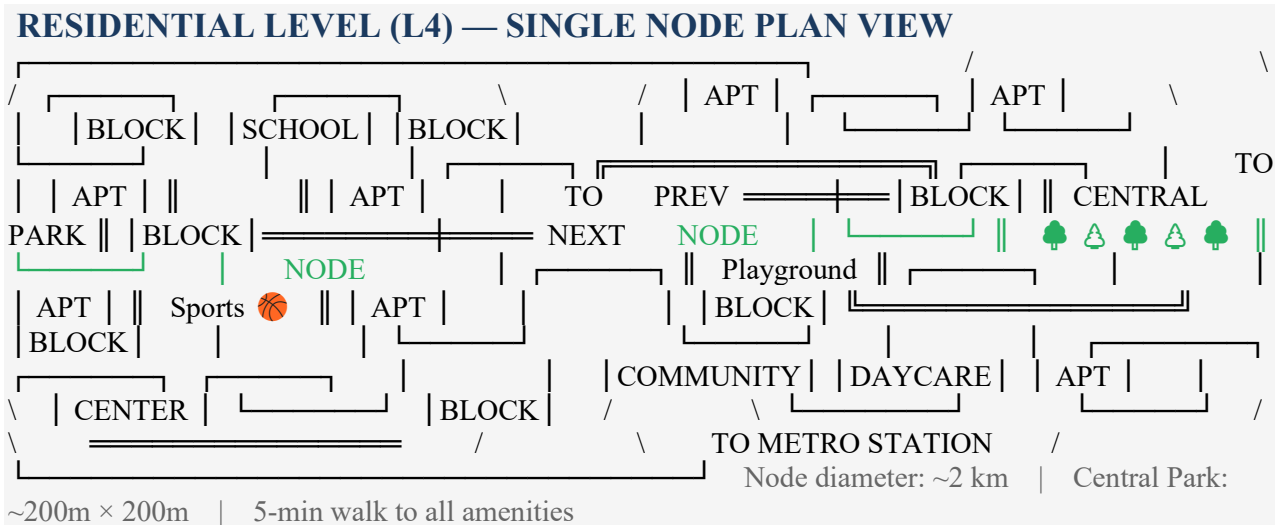 RESIDENTIAL LEVEL (L4) — SINGLE NODE PLAN VIEW
┌──────────────────────────────────────┐ / \
/ ┌──────┐ ┌──────┐ \ / │ APT │ ┌──────┐ │ APT │ \
│ │BLOCK│ │SCHOOL│ │BLOCK│ │ │ └──────┘ └──────┘
└──────┘ │ │ ┌──────┐ ╔════════════════╗ ┌──────┐ │ TO
│ │ APT │ ║ ║ │ APT │ │ TO PREV ════╪══│BLOCK│ ║ CENTRAL
PARK ║ │BLOCK│════════╪════ NEXT NODE │ └──────┘ ║ 🌳 🌲 🌳 🌲 🌳 ║
└──────┘ │ NODE │ ┌──────┐ ║ Playground ║ ┌──────┐ │ │
│ APT │ ║ Sports 🏀 ║ │ APT │ │ │ │BLOCK│ ╚════════════════╝
│BLOCK│ │ │ └──────┘ └──────┘ │ │ ┌────────┐
┌───────┐ ┌──────┐ │ │ │COMMUNITY│ │DAYCARE│ │ APT │ │
\ │ CENTER │ └───────┘ │BLOCK│ / \ └────────┘ └──────┘ /
\ ═══════════════ / \ TO METRO STATION /
└─────────────────────────────────┘ Node diameter: ~2 km | Central Park:
~200m × 200m | 5-min walk to all amenities